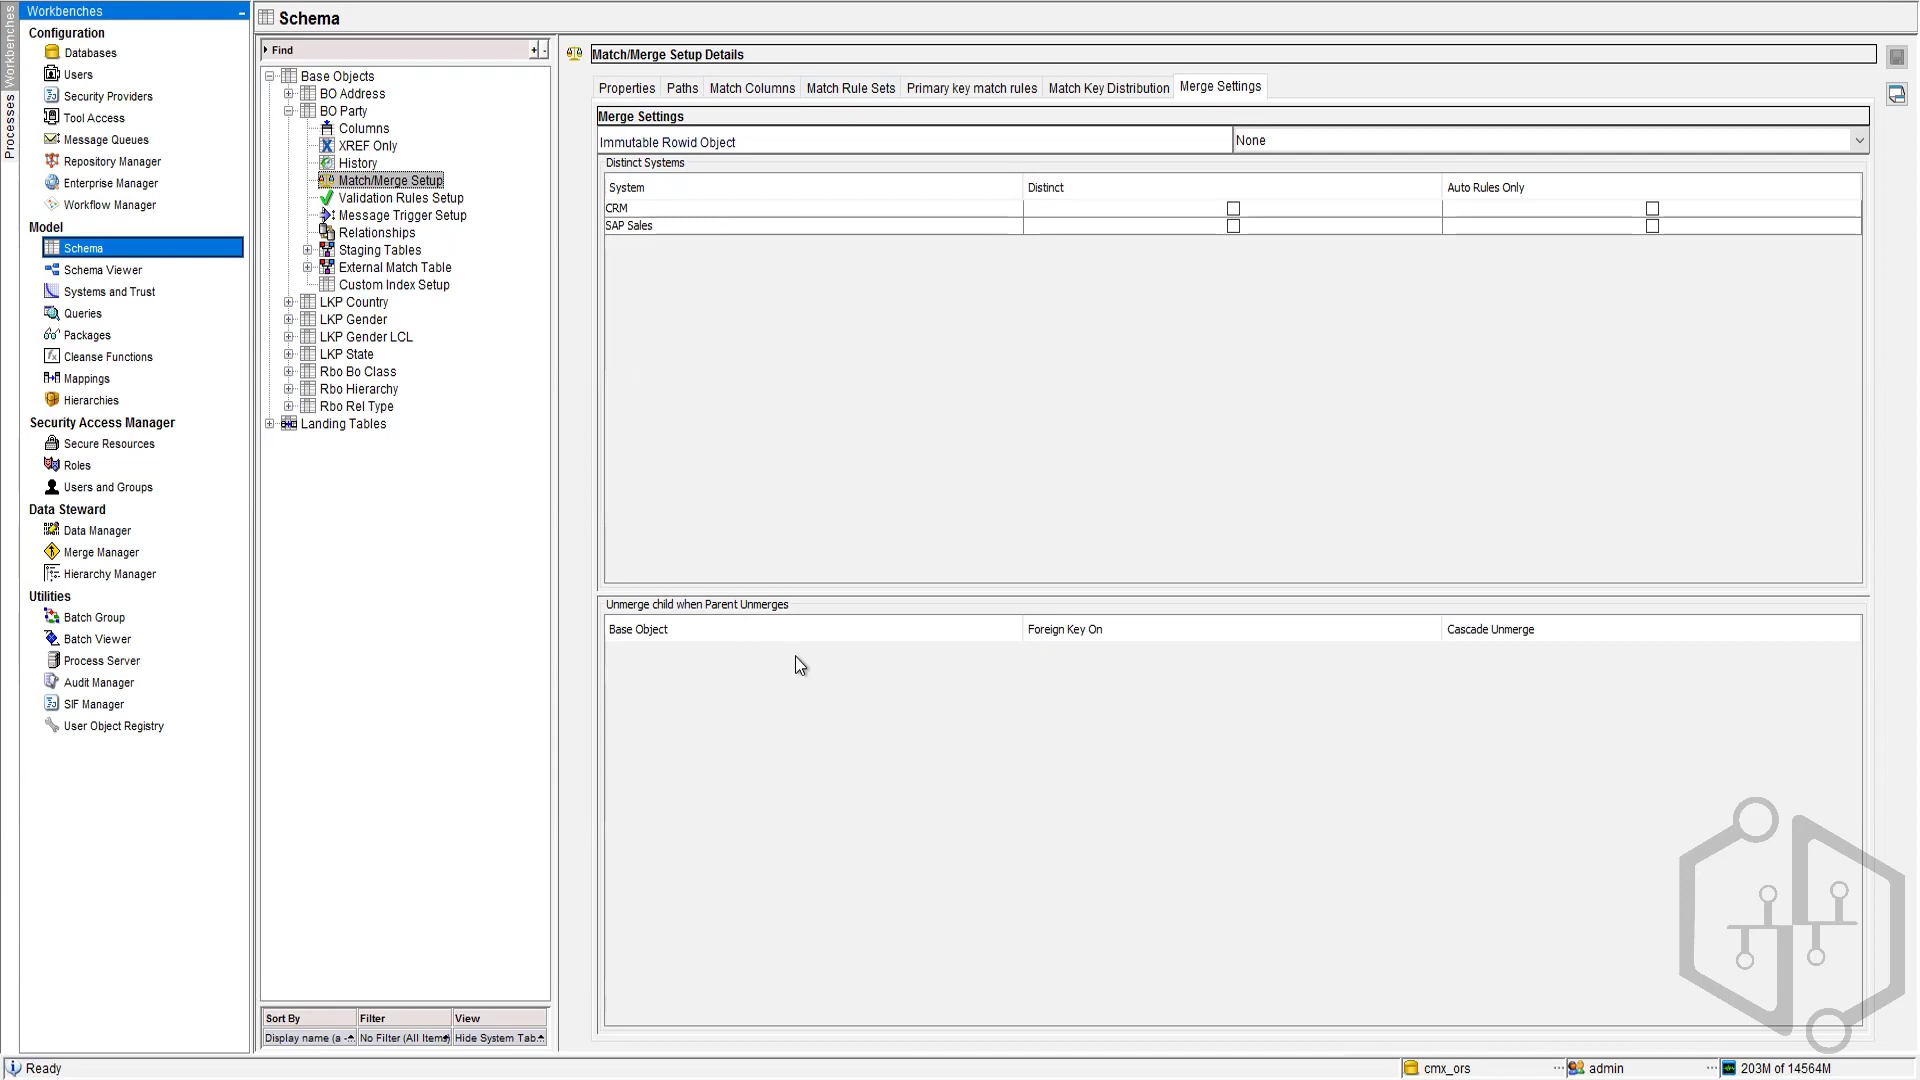 Workbenches
Processes
Workbenches
Configuration
Databases
Users
Security Providers
Tool Access
Message Queues
Repository Manager
Enterprise Manager
Workflow Manager
Model
Schema
Schema Viewer
Systems and Trust
Queries
Packages
Cleanse Functions
Mappings
Hierarchies
Security Access Manager
Secure Resources
Roles
Users and Groups
Data Steward
Data Manager
Merge Manager
Hierarchy Manager
Utilities
Batch Group
Batch Viewer
Process Server
Audit Manager
SIF Manager
User Object Registry
Schema
Find
Base Objects
BO Address
BO Party
Columns
XREF Only
History
Match/Merge Setup
Validation Rules Setup
Message Trigger Setup
Relationships
Staging Tables
External Match Table
Custom Index Setup
LKP Country
LKP Gender
LKP Gender LCL
LKP State
Rbo Bo Class
Rbo Hierarchy
Rbo Rel Type
Landing Tables
Sort By Filter View
Display name (a - No Filter (All Items) Hide System Tab..
Match/Merge Setup Details
Properties Paths Match Columns Match Rule Sets Primary key match rules Match Key Distribution Merge Settings
Merge Settings
Immutable Rowid Object None
Distinct Systems
System Distinct Auto Rules Only
CRM
SAP Sales
Unmerge child when Parent Unmerges
Base Object Foreign Key On Cascade Unmerge
Ready cmx_ors ... admin ... 203M of 14564M